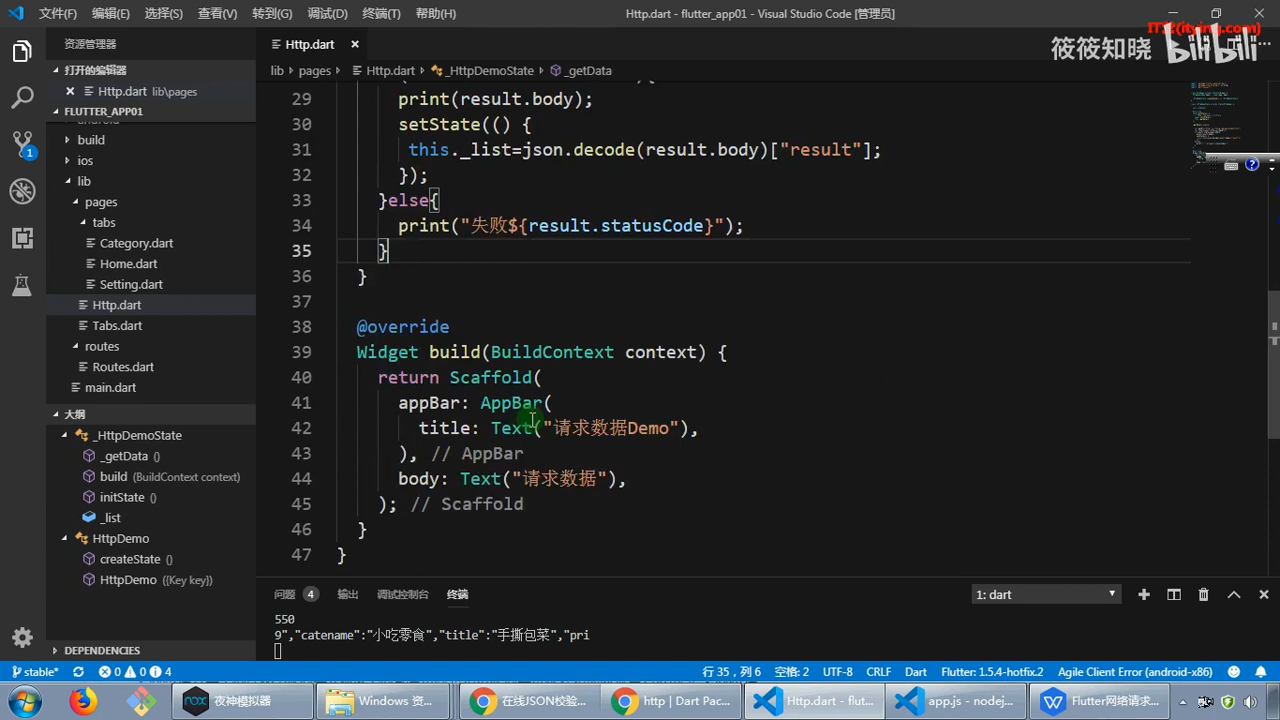 文件(F) 编辑(E) 选择(S) 查看(V) 转到(G) 调试(D) 终端(T) 帮助(H) Http.dart - flutter_app01 - Visual Studio Code [管理员]
筱筱知晓 bilibili
资源管理器
Http.dart
打开的编辑器
Http.dart lib\pages
lib pages Http.dart _HttpDemoState _getData
FLUTTER_APP01
build
ios
lib
pages
tabs
Category.dart
Home.dart
Setting.dart
Http.dart
Tabs.dart
routes
Routes.dart
main.dart
大纲
_HttpDemoState
_getData ()
build (BuildContext context)
initState ()
_list
HttpDemo
createState ()
HttpDemo ({Key key})
DEPENDENCIES
29 print(result.body);
30 setState(() {
31 this._list=json.decode(result.body)["result"];
32 });
33 }else{
34 print("失败${result.statusCode}");
35 }
36 }
37
38 @override
39 Widget build(BuildContext context) {
40 return Scaffold(
41 appBar: AppBar(
42 title: Text("请求数据Demo"),
43 ), // AppBar
44 body: Text("请求数据"),
45 ); // Scaffold
46 }
47 }
问题 4 输出 调试控制台 终端 1: dart
550
9","catename":"小吃零食","title":"手撕包菜","pri
stable* 0 0 4 行 35，列 6 空格: 2 UTF-8 CRLF Dart Flutter: 1.5.4-hotfix.2 Agile Client Error (android-x86)
nox 夜神模拟器 Windows 资... 在线JSON校验... http | Dart Pac... Http.dart - flut... app.js - nodej... Flutter网络请求...